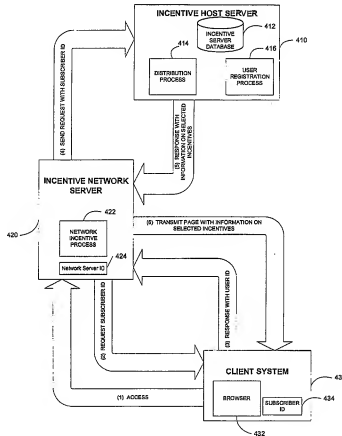 INCENTIVE HOST SERVER
INCENTIVE
SERVER
DATABASE
412
414
416
410
DISTRIBUTION
PROCESS
USER
REGISTRATION
PROCESS
(4) SEND REQUEST WITH SUBSCRIBER ID
(5) RESPONSE WITH
INFORMATION ON SELECTED
INCENTIVES
INCENTIVE NETWORK
SERVER
420
422
NETWORK
INCENTIVE
PROCESS
424
Network Server ID
(6) TRANSMIT PAGE WITH INFORMATION ON
SELECTED INCENTIVES
(2) REQUEST SUBSCRIBER ID
(3) RESPONSE WITH USER ID
(1) ACCESS
CLIENT SYSTEM
43
BROWSER
SUBSCRIBER
ID
434
432